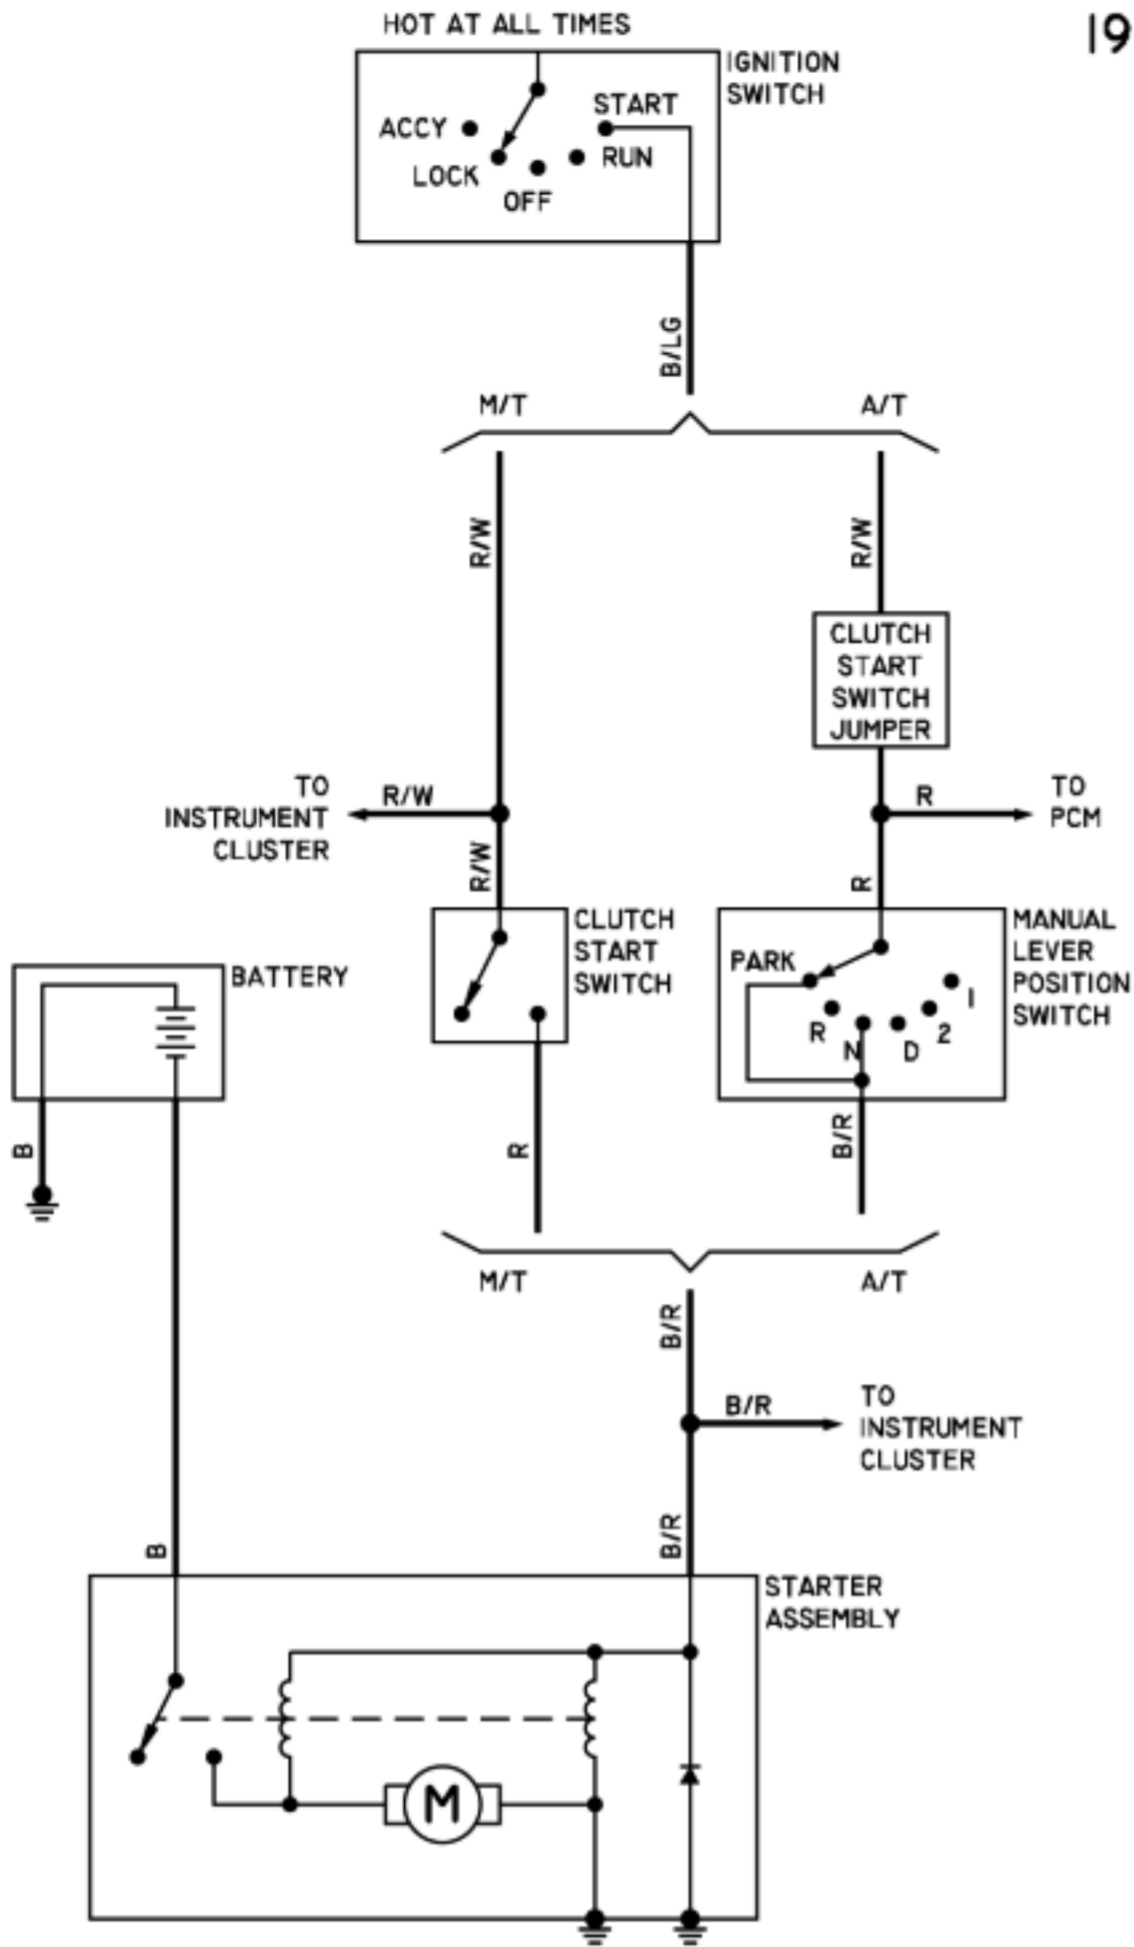 HOT AT ALL TIMES
19
IGNITION
SWITCH
START
ACCY
RUN
LOCK
OFF
B/LG
M/T
A/T
R/W
R/W
CLUTCH
START
SWITCH
JUMPER
TO
INSTRUMENT
CLUSTER
R/W
R
TO
PCM
R/W
R
CLUTCH
START
SWITCH
MANUAL
LEVER
POSITION
SWITCH
PARK
R
N
D
2
1
BATTERY
B
R
B/R
M/T
A/T
B/R
B/R
TO
INSTRUMENT
CLUSTER
B
B/R
STARTER
ASSEMBLY
M